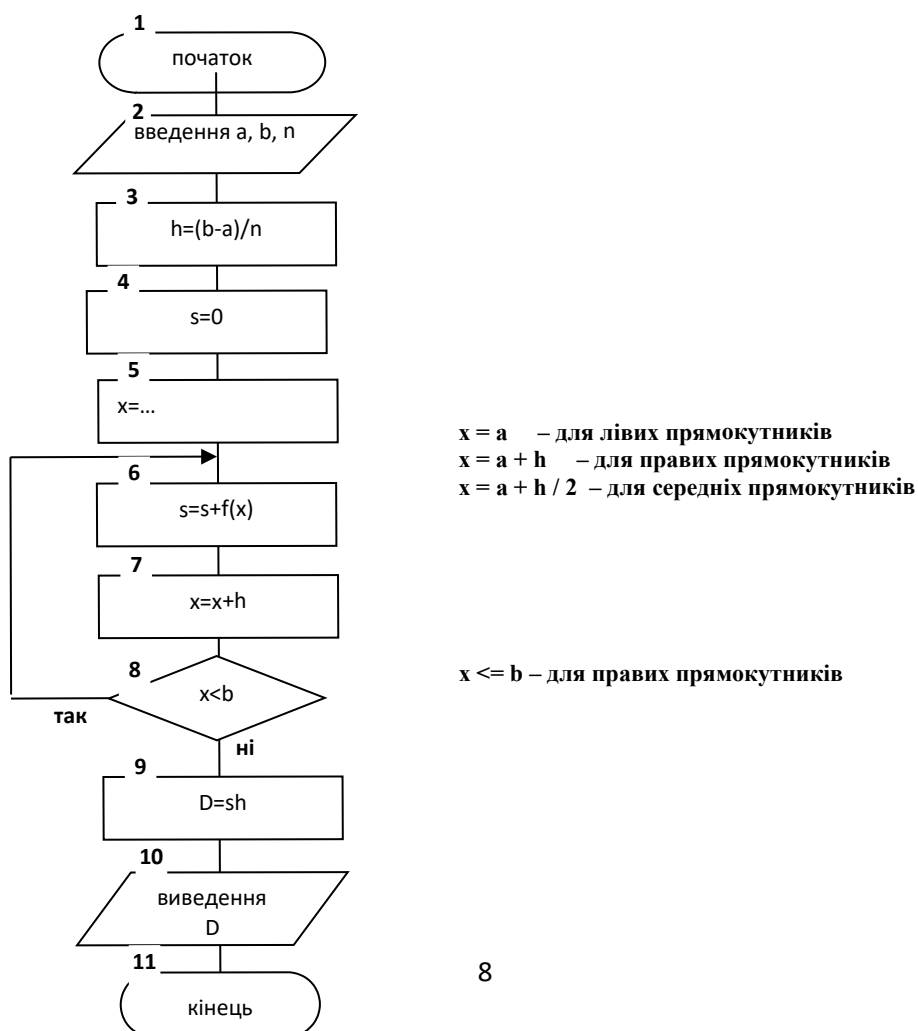 1
початок
2
введення a, b, n
3
h=(b-a)/n
4
s=0
5
x=...
x = a – для лівих прямокутників
x = a + h – для правих прямокутників
x = a + h / 2 – для середніх прямокутників
6
s=s+f(x)
7
x=x+h
8
x<b
x <= b – для правих прямокутників
так
ні
9
D=sh
10
виведення
D
11
кінець
8